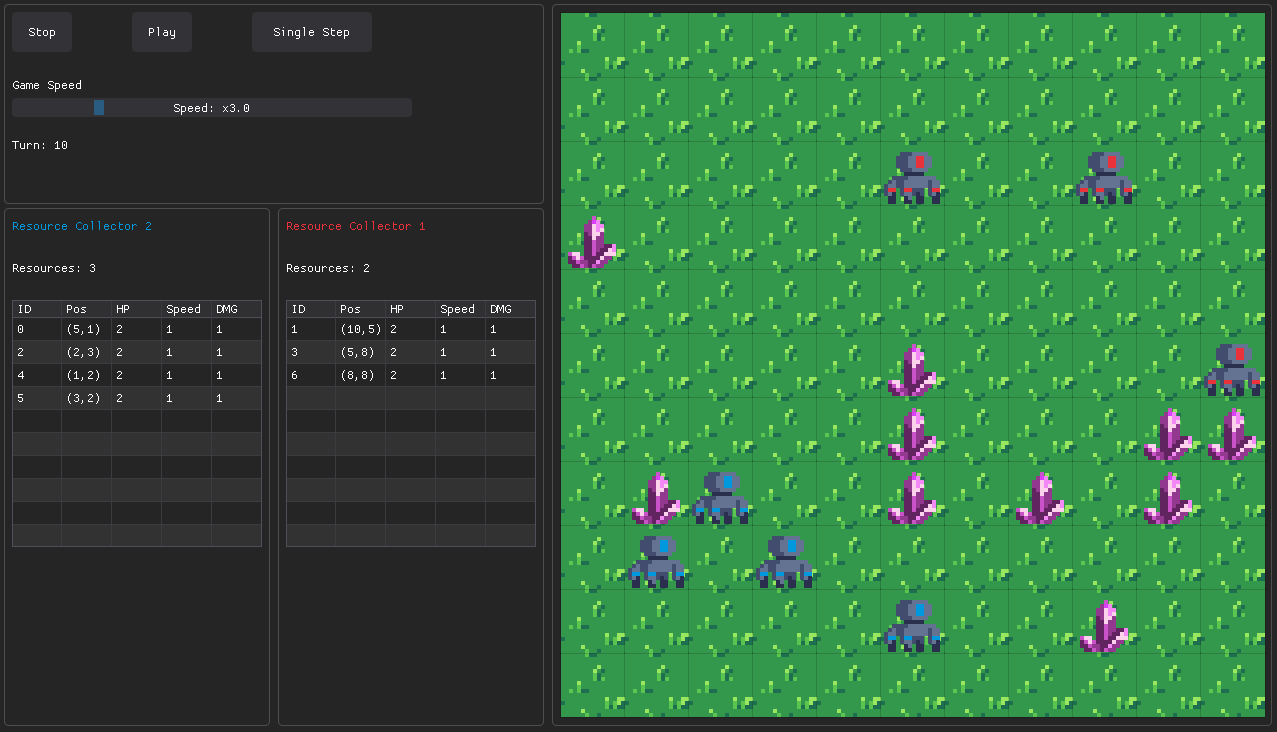 Stop Play Single Step
Game Speed
Speed: x3.0
Turn: 10
Resource Collector 2
Resources: 3
ID Pos HP Speed DMG
0 (5,1) 2 1 1
2 (2,3) 2 1 1
4 (1,2) 2 1 1
5 (3,2) 2 1 1
Resource Collector 1
Resources: 2
ID Pos HP Speed DMG
1 (10,5) 2 1 1
3 (5,8) 2 1 1
6 (8,8) 2 1 1